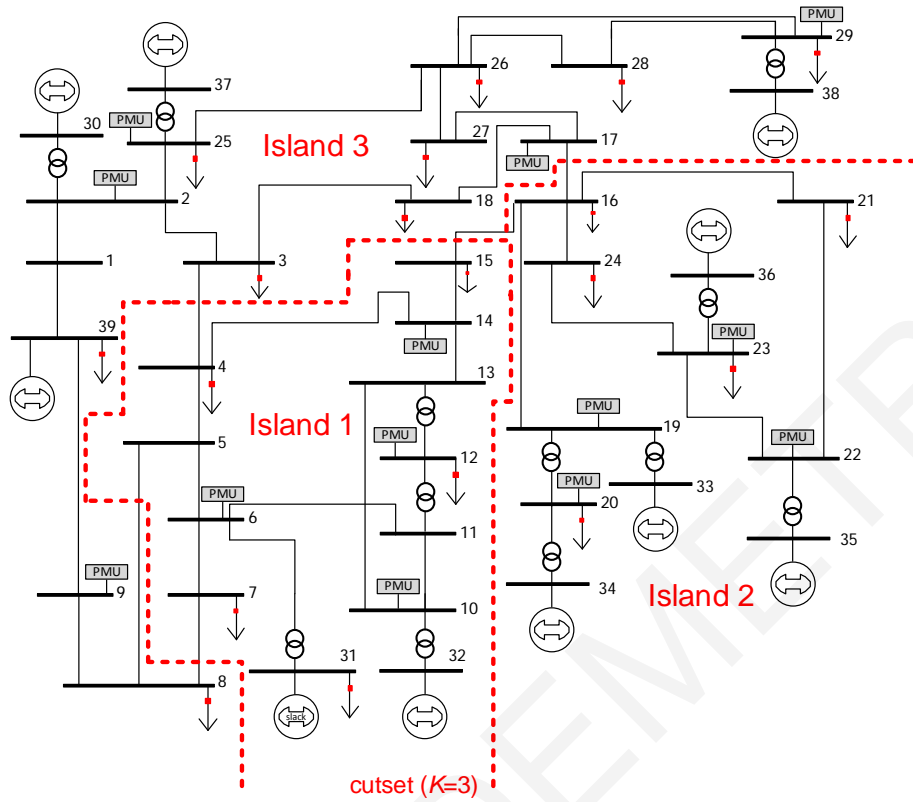 PMU
29
26
28
37
38
30
PMU
25
Island 3
27
17
PMU
PMU
2
18
16
21
1
3
15
24
36
39
14
PMU
PMU
23
4
13
Island 1
5
PMU
12
PMU
19
PMU
22
PMU
6
PMU
20
33
11
35
PMU
9
7
PMU
10
34
Island 2
31
32
8
slack
cutset (K=3)
DEMETR